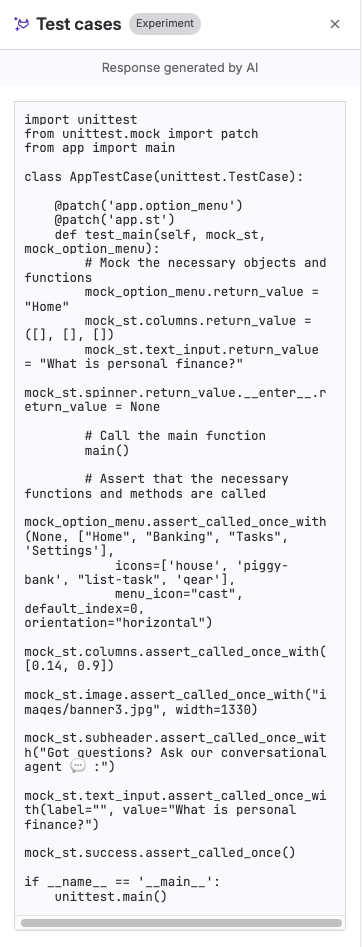 Test cases Experiment ×
Response generated by AI
import unittest
from unittest.mock import patch
from app import main
class AppTestCase(unittest.TestCase):
@patch('app.option_menu')
@patch('app.st')
def test_main(self, mock_st,
mock_option_menu):
# Mock the necessary objects and
functions
mock_option_menu.return_value =
"Home"
mock_st.columns.return_value =
([], [], [])
mock_st.text_input.return_value
= "What is personal finance?"
mock_st.spinner.return_value.__enter__.r
eturn_value = None
# Call the main function
main()
# Assert that the necessary
functions and methods are called
mock_option_menu.assert_called_once_with
(None, ["Home", "Banking", "Tasks",
'Settings'],
icons=['house', 'piggy-
bank', "list-task", 'gear'],
menu_icon="cast",
default_index=0,
orientation="horizontal")
mock_st.columns.assert_called_once_with(
[0.14, 0.9])
mock_st.image.assert_called_once_with("i
mages/banner3.jpg", width=1330)
mock_st.subheader.assert_called_once_wit
h("Got questions? Ask our conversational
agent 💬 :")
mock_st.text_input.assert_called_once_wi
th(label="", value="What is personal
finance?")
mock_st.success.assert_called_once()
if __name__ == '__main__':
unittest.main()